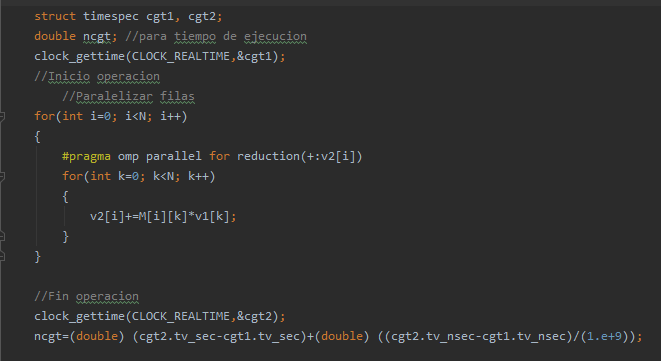 struct timespec cgt1, cgt2;
double ncgt; //para tiempo de ejecucion
clock_gettime(CLOCK_REALTIME,&cgt1);
//Inicio operacion
//Paralelizar filas
for(int i=0; i<N; i++)
{
#pragma omp parallel for reduction(+:v2[i])
for(int k=0; k<N; k++)
{
v2[i]+=M[i][k]*v1[k];
}
}
//Fin operacion
clock_gettime(CLOCK_REALTIME,&cgt2);
ncgt=(double) (cgt2.tv_sec-cgt1.tv_sec)+(double) ((cgt2.tv_nsec-cgt1.tv_nsec)/(1.e+9));